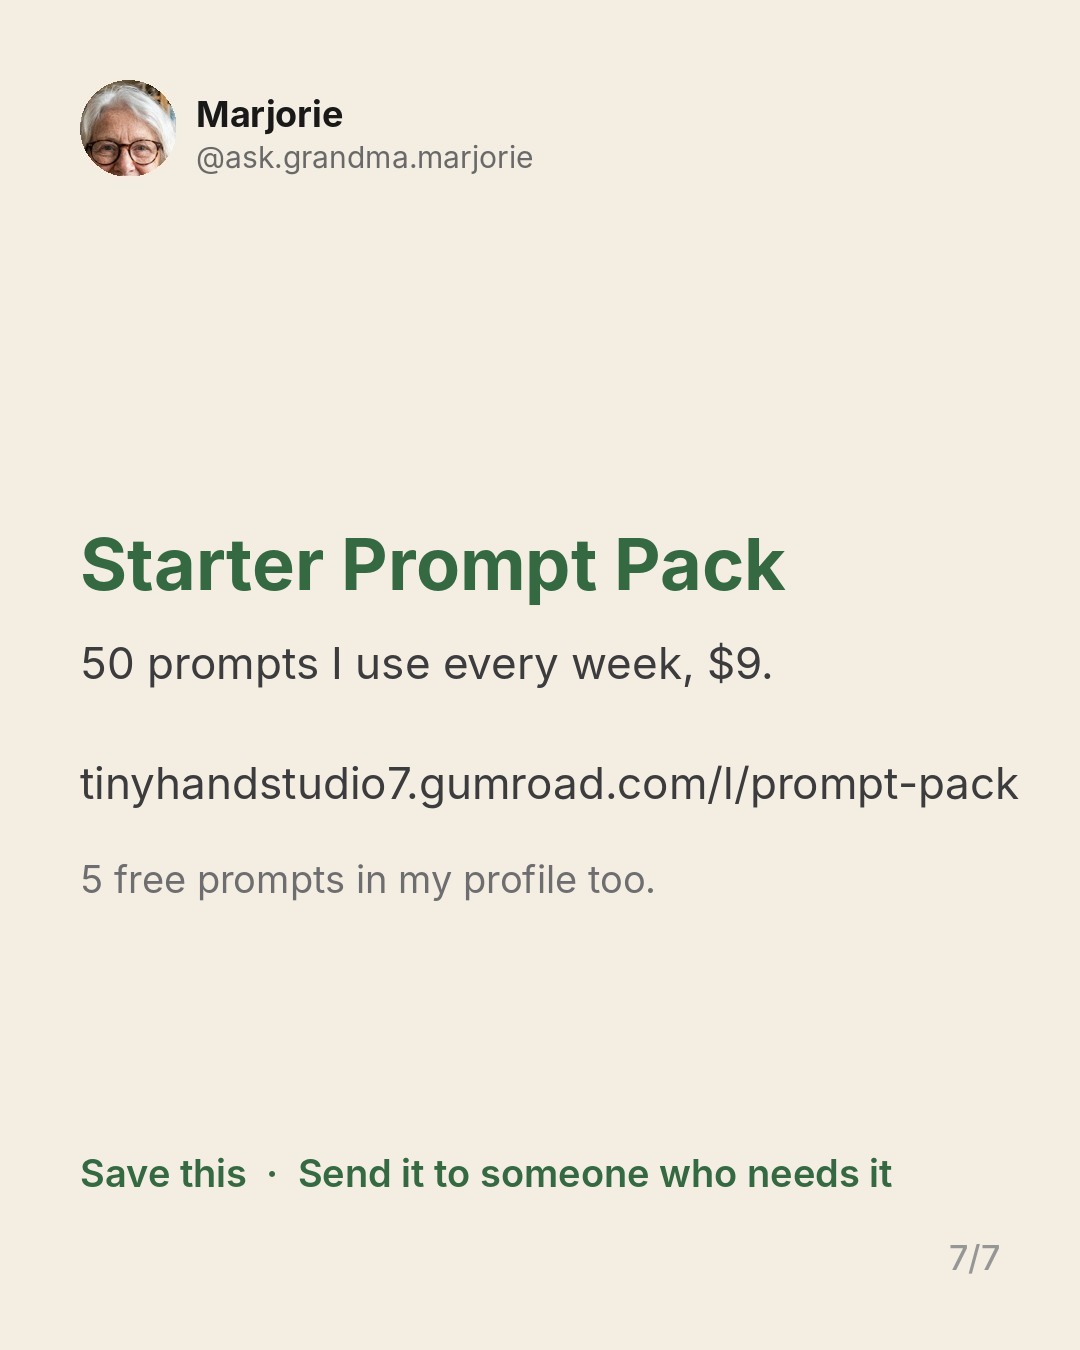 Marjorie
@ask.grandma.marjorie
Starter Prompt Pack
50 prompts I use every week, $9.
tinyhandstudio7.gumroad.com/l/prompt-pack
5 free prompts in my profile too.
Save this · Send it to someone who needs it
7/7